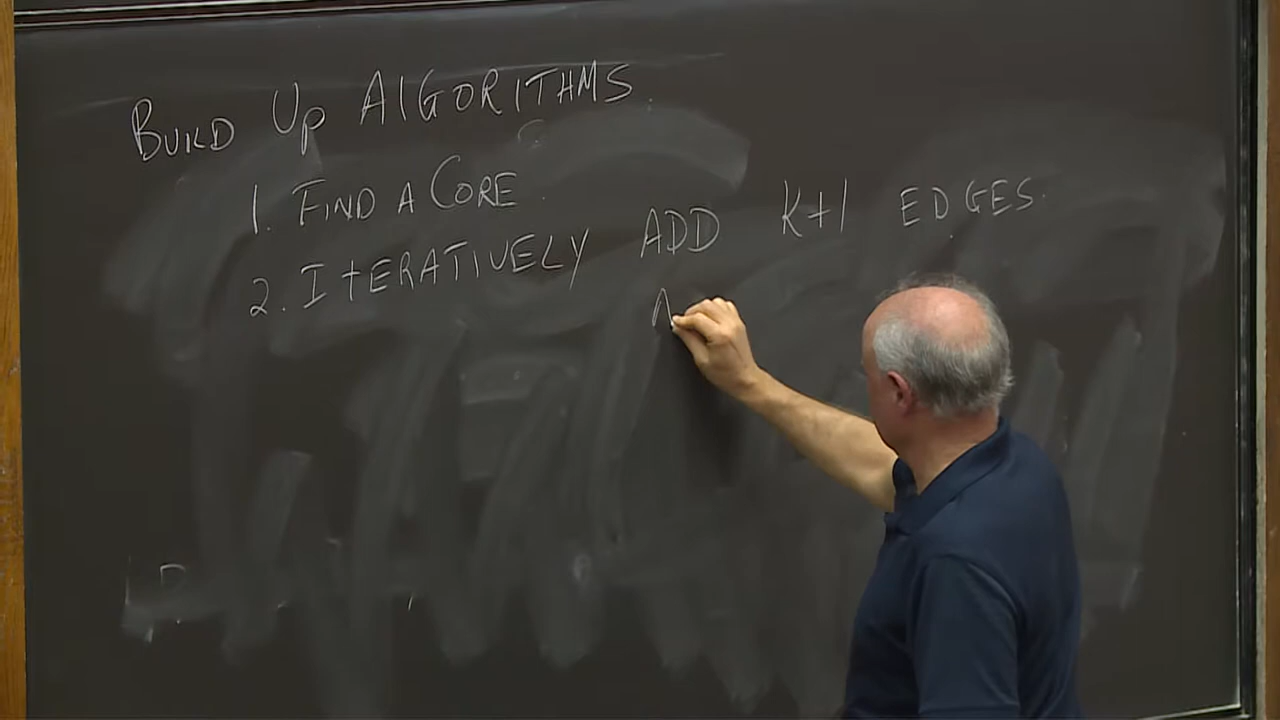 BUILD UP ALGORITHMS.
1. FIND A CORE.
2. ITERATIVELY ADD K+1 EDGES.